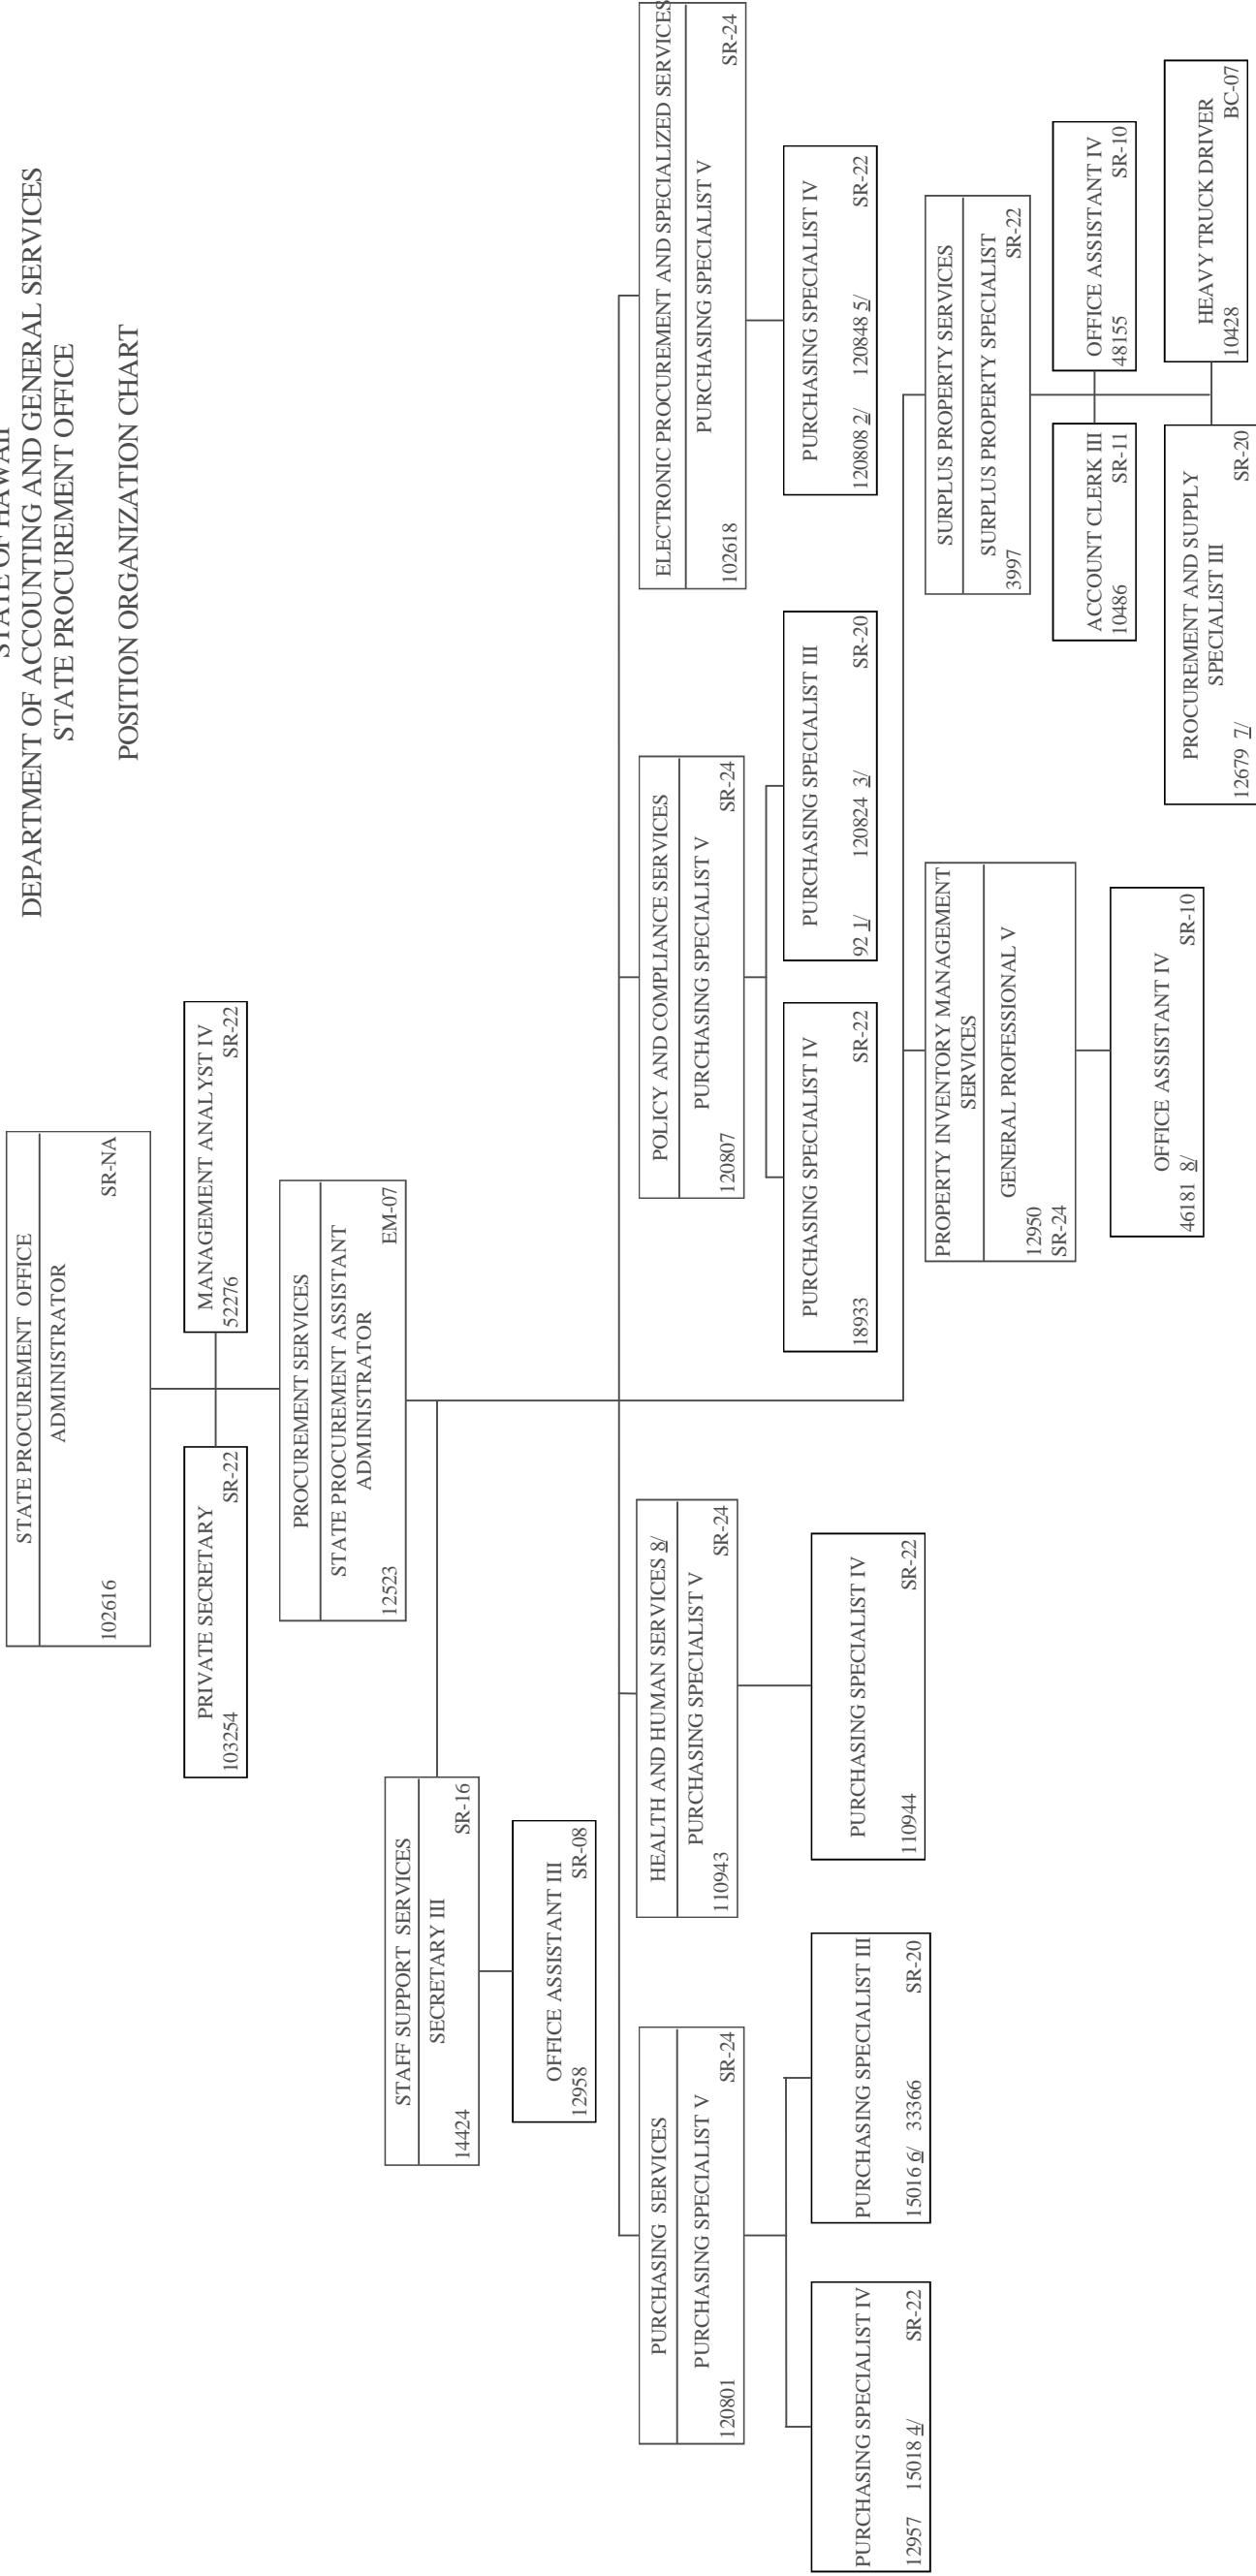 STATE OF HAWAII
DEPARTMENT OF ACCOUNTING AND GENERAL SERVICES
STATE PROCUREMENT OFFICE
POSITION ORGANIZATION CHART
STATE PROCUREMENT OFFICE
ADMINISTRATOR
102616 SR-NA
PRIVATE SECRETARY
103254 SR-22
MANAGEMENT ANALYST IV
52276 SR-22
PROCUREMENT SERVICES
STATE PROCUREMENT ASSISTANT
ADMINISTRATOR
12523 EM-07
STAFF SUPPORT SERVICES
SECRETARY III
14424 SR-16
OFFICE ASSISTANT III
12958 SR-08
PURCHASING SERVICES
PURCHASING SPECIALIST V
120801 SR-24
PURCHASING SPECIALIST IV
12957 15018 4/ SR-22
PURCHASING SPECIALIST III
15016 6/ 33366 SR-20
HEALTH AND HUMAN SERVICES 8/
PURCHASING SPECIALIST V
110943 SR-24
PURCHASING SPECIALIST IV
110944 SR-22
POLICY AND COMPLIANCE SERVICES
PURCHASING SPECIALIST V
120807 SR-24
PURCHASING SPECIALIST IV
18933 SR-22
PURCHASING SPECIALIST III
92 1/ 120824 3/ SR-20
ELECTRONIC PROCUREMENT AND SPECIALIZED SERVICES
PURCHASING SPECIALIST V
102618 SR-24
PURCHASING SPECIALIST IV
120808 2/ 120848 5/ SR-22
PROPERTY INVENTORY MANAGEMENT
SERVICES
GENERAL PROFESSIONAL V
12950
SR-24
OFFICE ASSISTANT IV
46181 8/ SR-10
SURPLUS PROPERTY SERVICES
SURPLUS PROPERTY SPECIALIST
3997 SR-22
ACCOUNT CLERK III
10486 SR-11
OFFICE ASSISTANT IV
48155 SR-10
PROCUREMENT AND SUPPLY
SPECIALIST III
12679 7/ SR-20
HEAVY TRUCK DRIVER
10428 BC-07